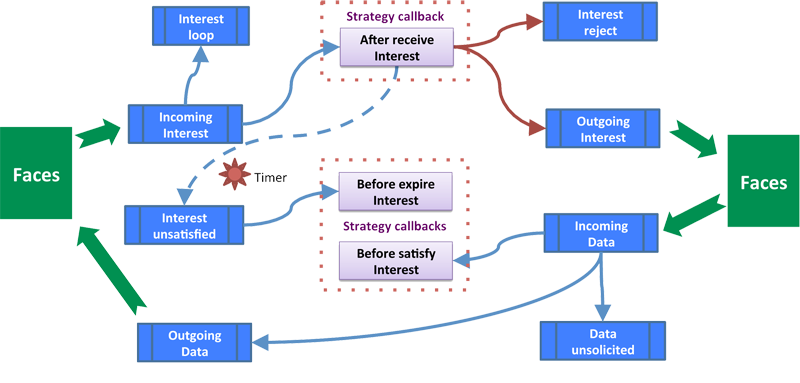 Interest
loop
Strategy callback
After receive
Interest
Interest
reject
Incoming
Interest
Outgoing
Interest
Faces
Timer
Before expire
Interest
Faces
Interest
unsatisfied
Strategy callbacks
Incoming
Data
Before satisfy
Interest
Outgoing
Data
Data
unsolicited